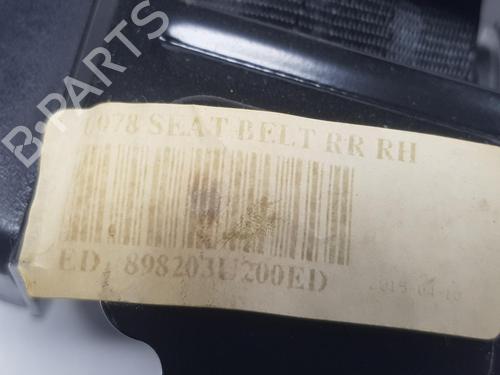 B-PARTS
0078 SEAT BELT RR RH
ED 898203U200ED